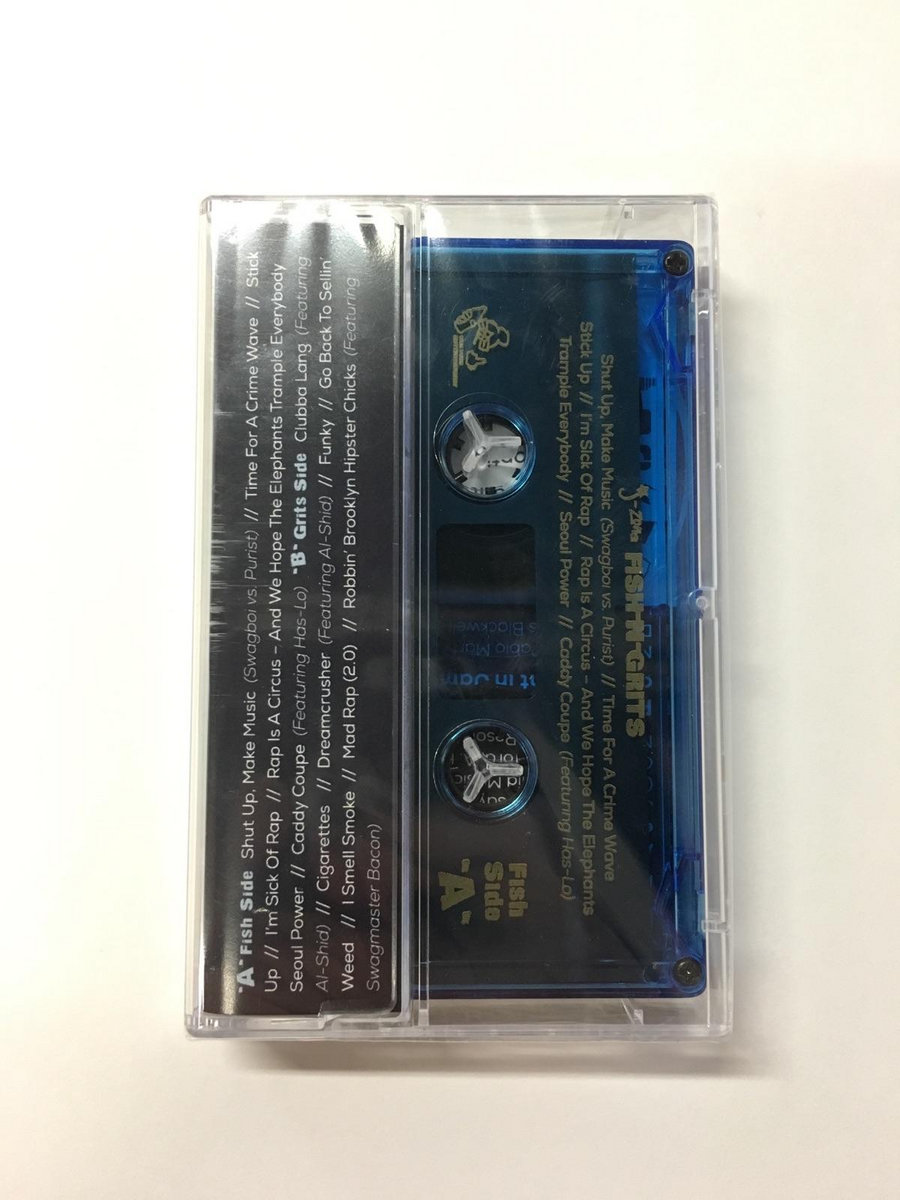 "A" Fish Side Shut Up, Make Music (Swagboi vs. Purist) // Time For A Crime Wave // Stick
Up // I'm Sick Of Rap // Rap Is A Circus – And We Hope The Elephants Trample Everybody
Seoul Power // Caddy Coupe (Featuring Has-Lo) "B" Grits Side Clubba Lang (Featuring
Al-Shid) // Cigarettes // Dreamcrusher (Featuring Al-Shid) // Funky // Go Back To Sellin'
Weed // I Smell Smoke // Mad Rap (2.0) // Robbin' Brooklyn Hipster Chicks (Featuring
Swagmaster Bacon)
J-Zone FISH-N-GRITS
Shut Up, Make Music (Swagboi vs. Purist) // Time For A Crime Wave
Stick Up // I'm Sick Of Rap // Rap Is A Circus – And We Hope The Elephants
Trample Everybody // Seoul Power // Caddy Coupe (Featuring Has-Lo)
Fish
Side
"A"